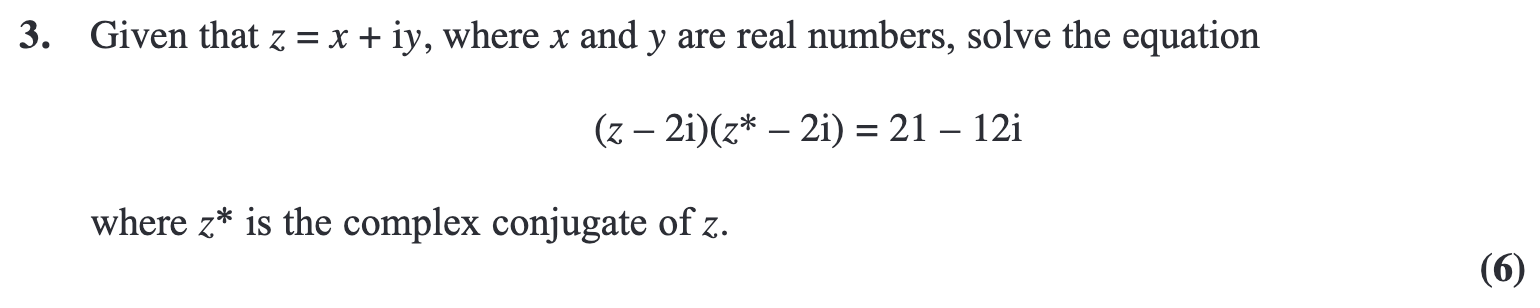 3. Given that z = x + iy, where x and y are real numbers, solve the equation
(z – 2i)(z* – 2i) = 21 – 12i
where z* is the complex conjugate of z.
(6)